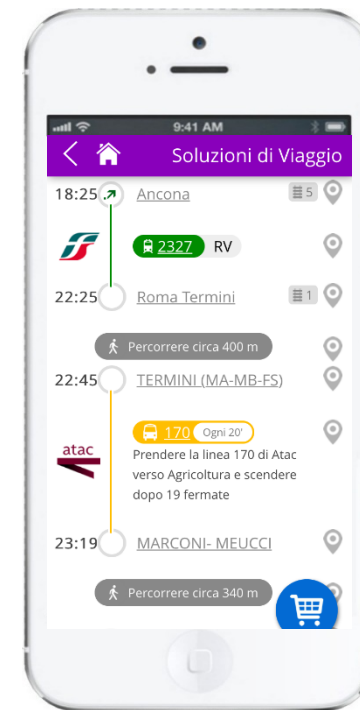 9:41 AM
Soluzioni di Viaggio
18:25 Ancona 5
2327 RV
22:25 Roma Termini 1
Percorrere circa 400 m
22:45 TERMINI (MA-MB-FS)
170 Ogni 20'
atac
Prendere la linea 170 di Atac
verso Agricoltura e scendere
dopo 19 fermate
23:19 MARCONI- MEUCCI
Percorrere circa 340 m